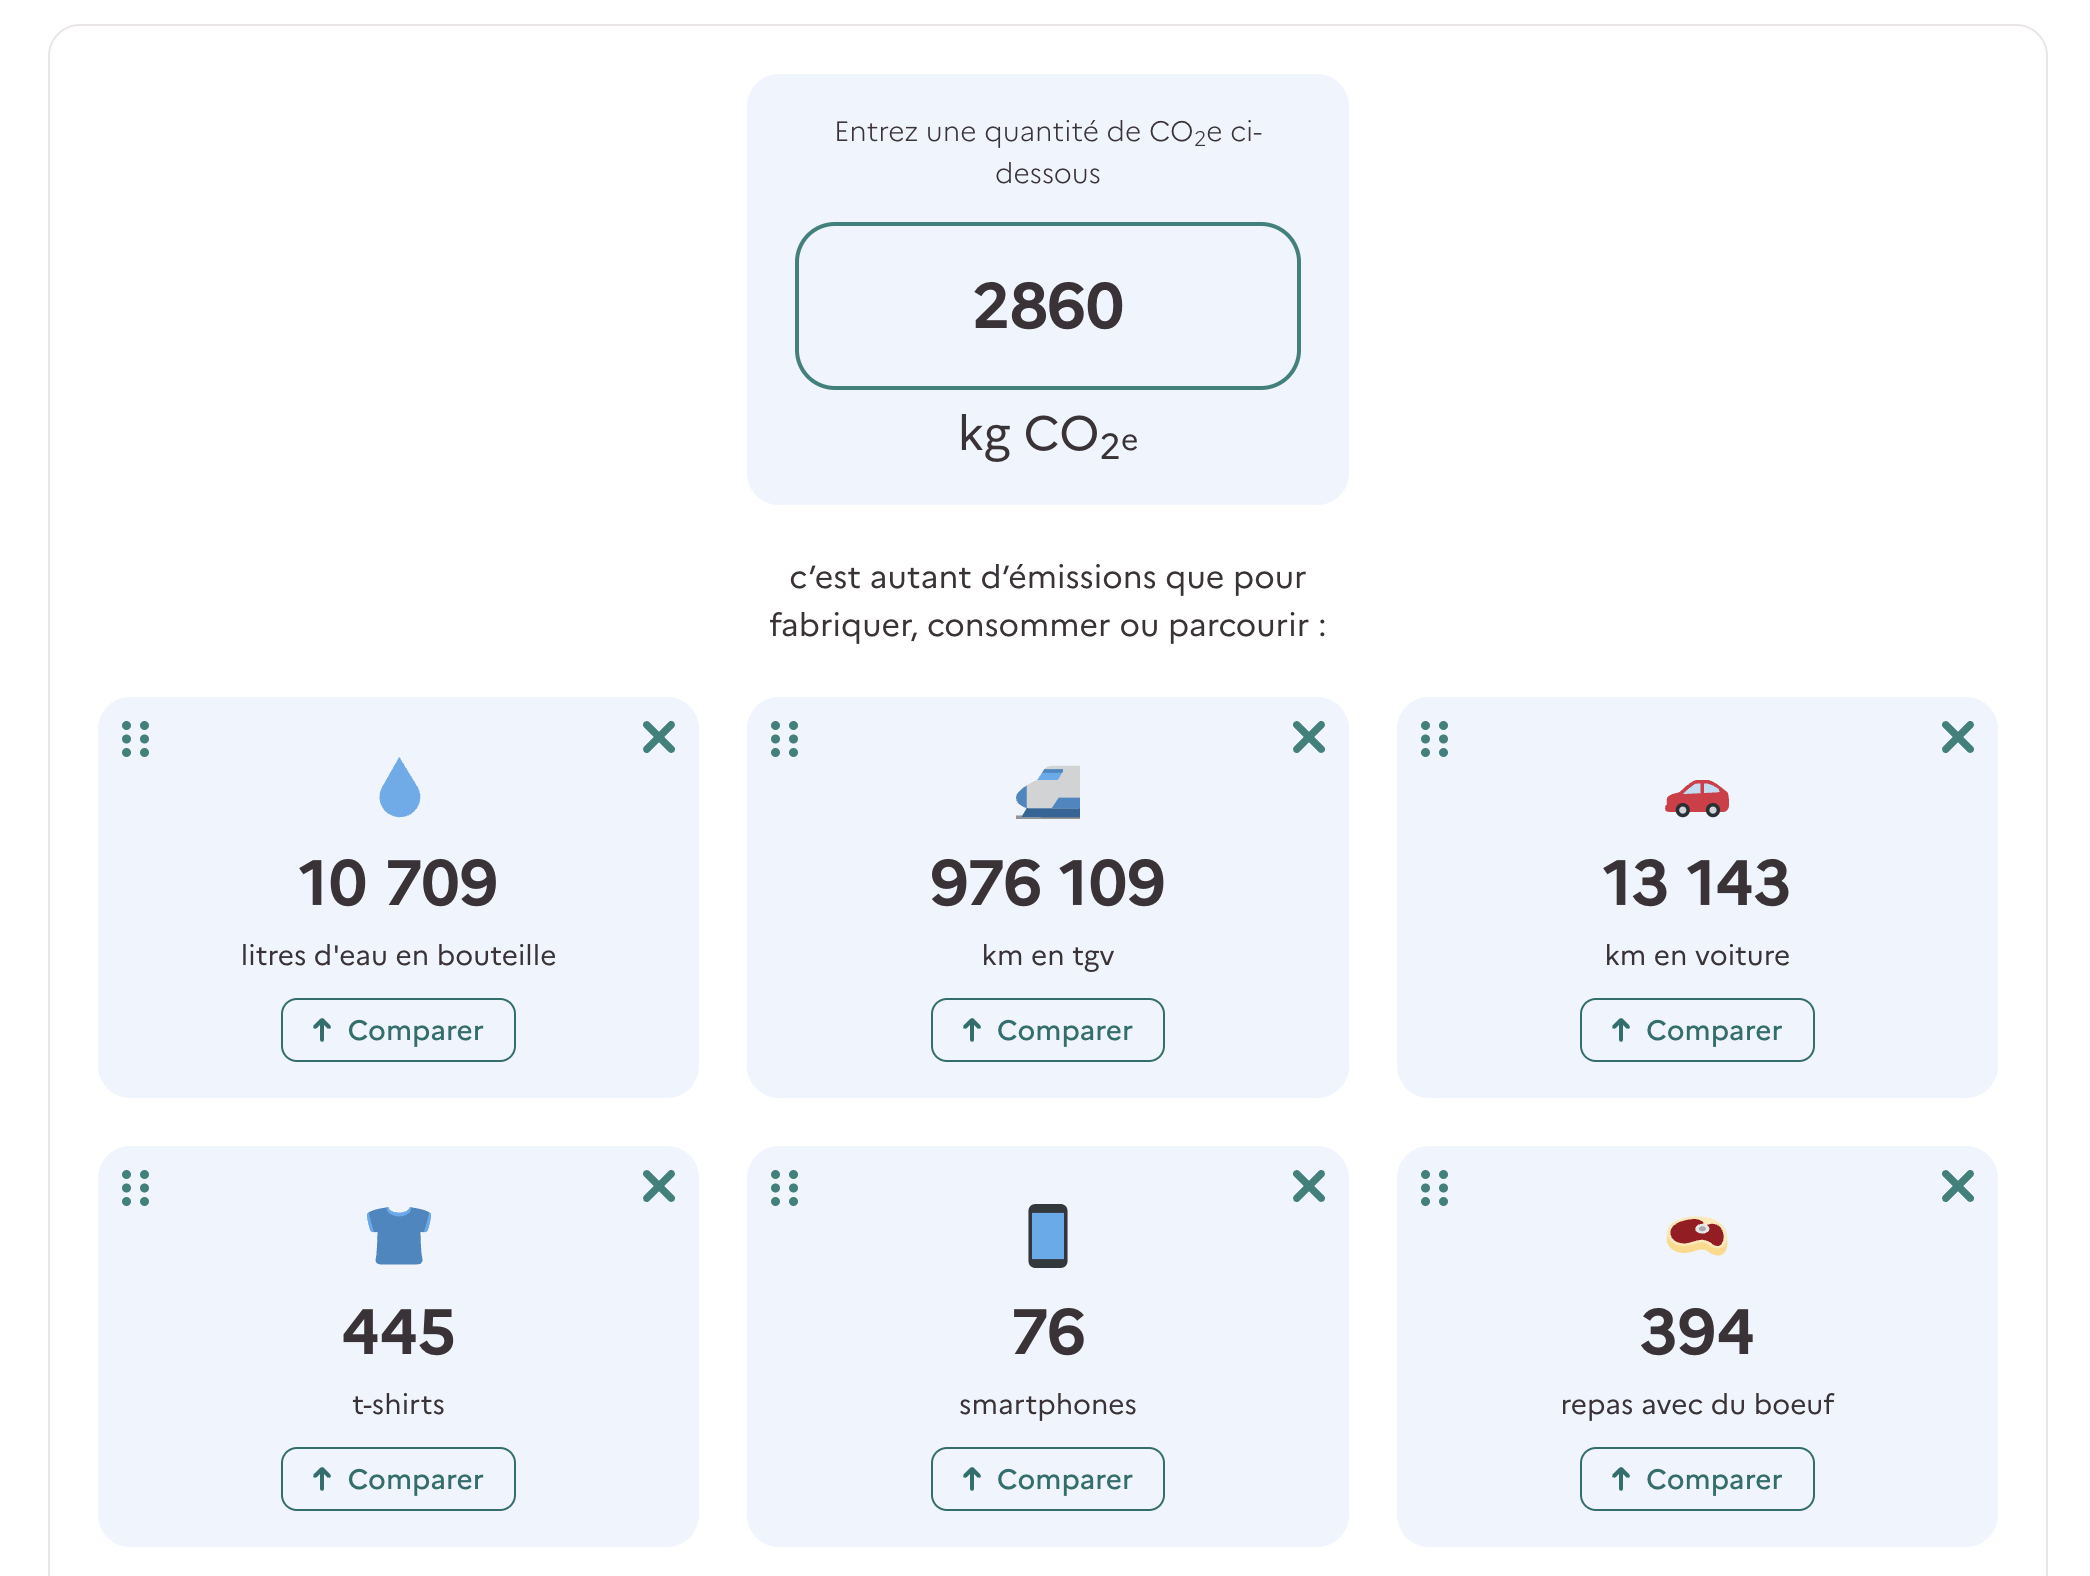 Entrez une quantité de CO₂e ci-
dessous
2860
kg CO₂e
c’est autant d’émissions que pour
fabriquer, consommer ou parcourir :
10 709
litres d'eau en bouteille
Comparer
976 109
km en tgv
Comparer
13 143
km en voiture
Comparer
445
t-shirts
Comparer
76
smartphones
Comparer
394
repas avec du boeuf
Comparer